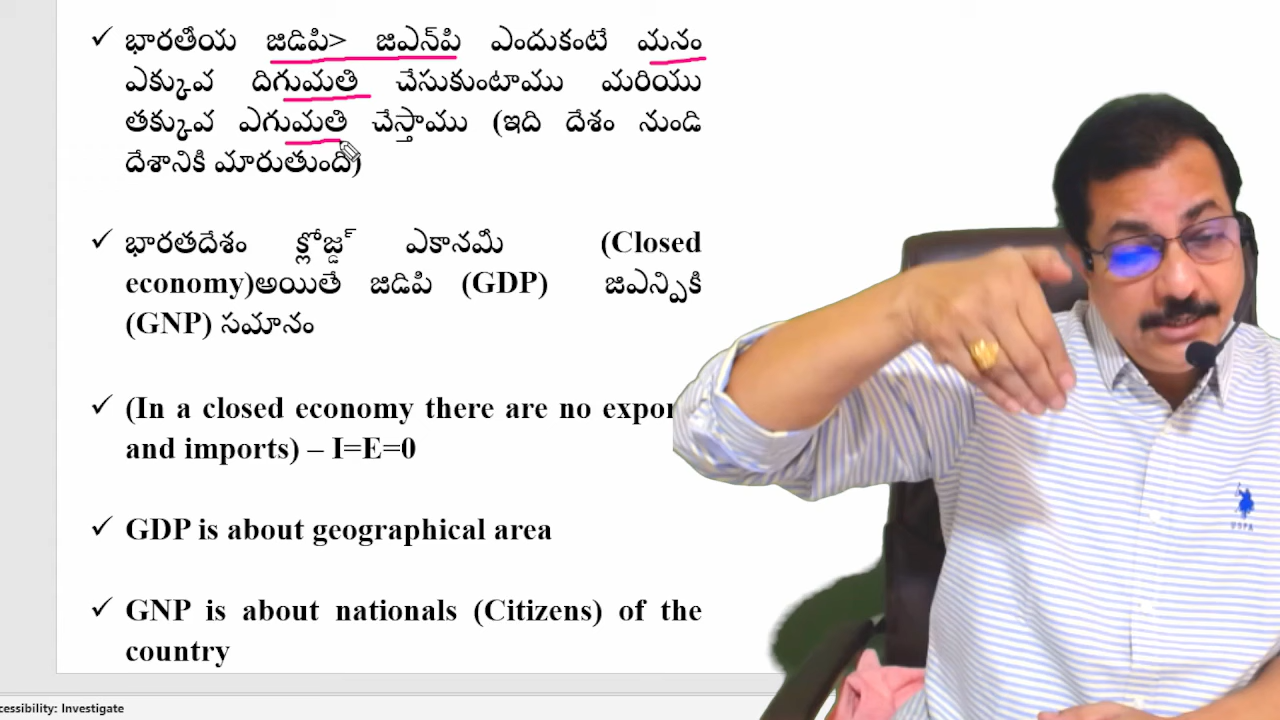 ✓ భారతీయ జిడిపి> జిఎన్‌పి ఎందుకంటే మనం
ఎక్కువ దిగుమతి చేసుకుంటాము మరియు
తక్కువ ఎగుమతి చేస్తాము (ఇది దేశం నుండి
దేశానికి మారుతుంది)
✓ భారతదేశం క్లోజ్డ్ ఎకానమీ (Closed
economy)అయితే జిడిపి (GDP) జిఎన్పికి
(GNP) సమానం
✓ (In a closed economy there are no
and imports) – I=E=0
✓ GDP is about geographical area
✓ GNP is about nationals (Citizens) of the
country
Investigate
USPA